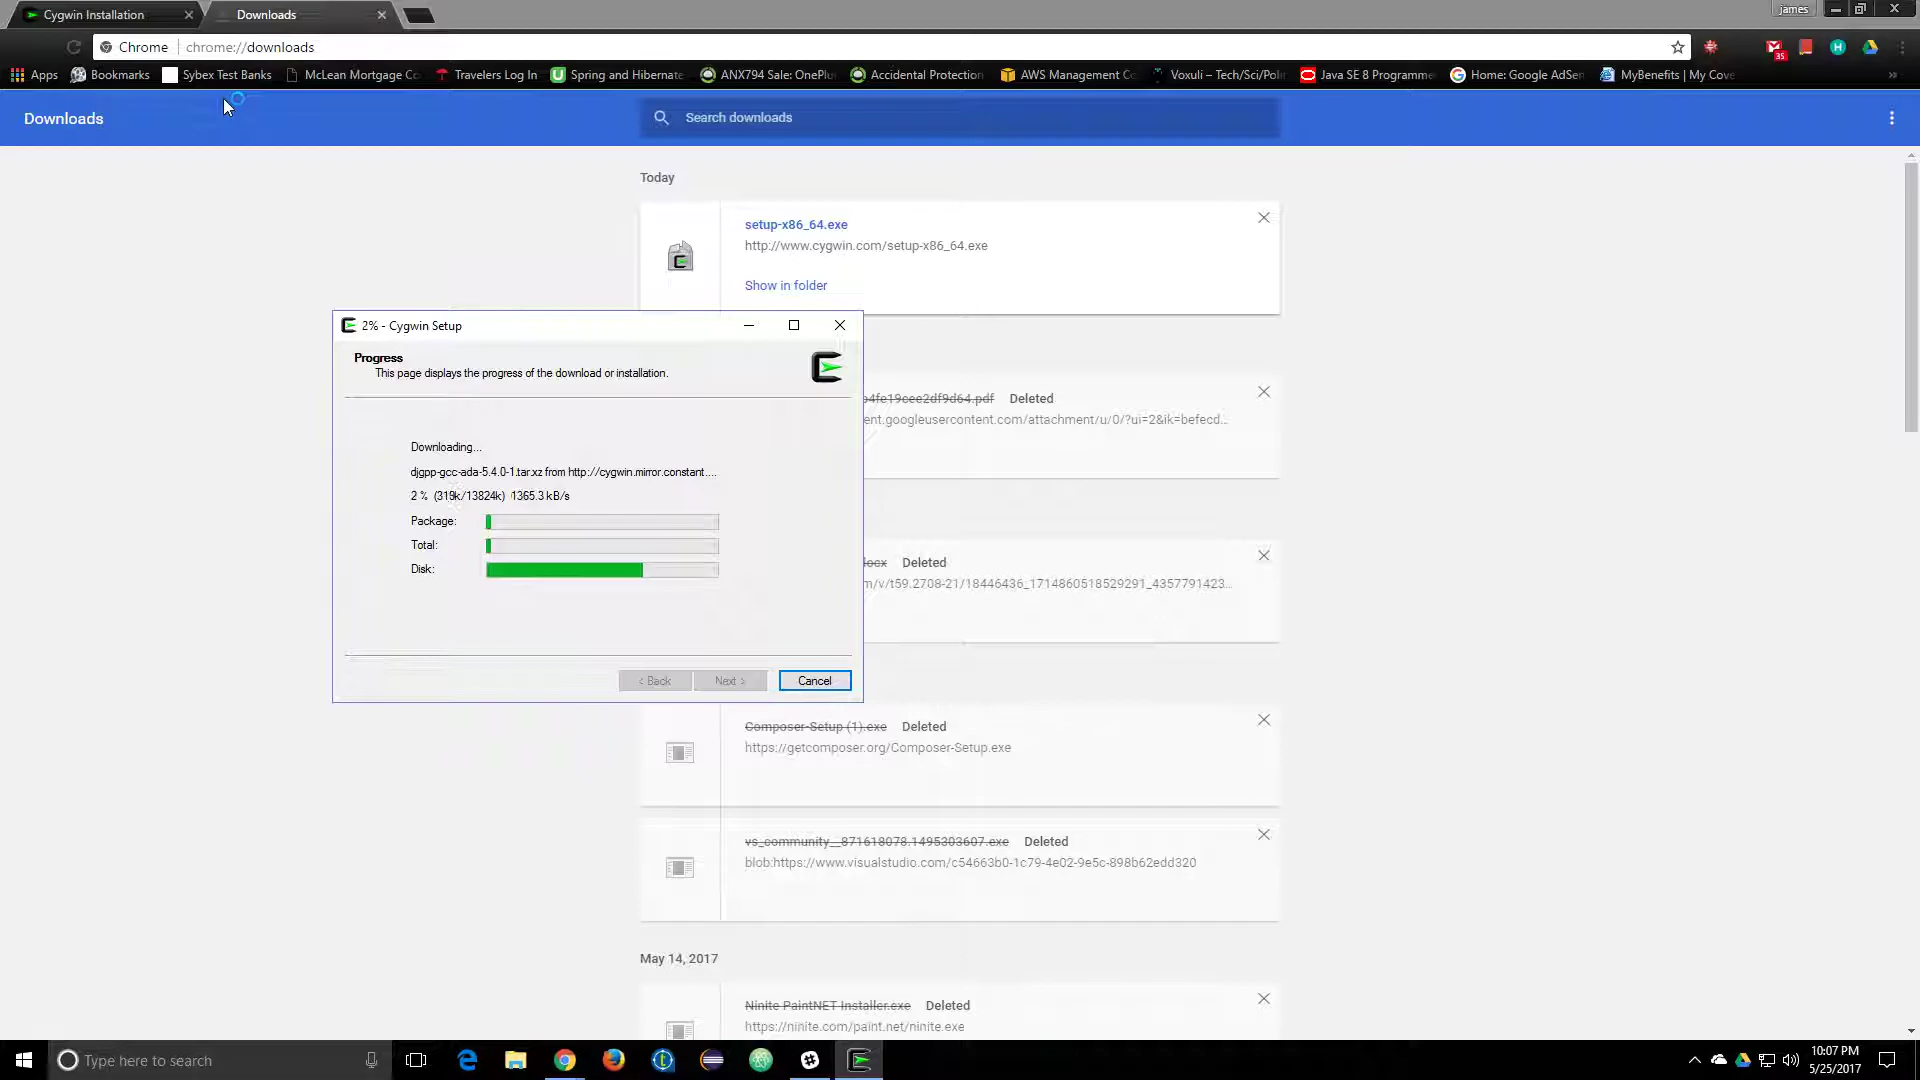 Cygwin Installation
Downloads
james
Chrome
chrome://downloads
35
Apps
Bookmarks
Sybex Test Banks
McLean Mortgage Co
Travelers Log In
Spring and Hibernate
ANX794 Sale: OnePlu
Accidental Protection
AWS Management Co
Voxuli – Tech/Sci/Poli
Java SE 8 Programme
Home: Google AdSen
MyBenefits | My Cove
»
Downloads
Search downloads
Today
setup-x86_64.exe
http://www.cygwin.com/setup-x86_64.exe
Show in folder
2% - Cygwin Setup
Progress
This page displays the progress of the download or installation.
Downloading...
djgpp-gcc-ada-5.4.0-1.tar.xz from http://cygwin.mirror.constant....
2 % (319k/13824k) 1365.3 kB/s
Package:
Total:
Disk:
< Back
Next >
Cancel
4fe19cee2df9d64.pdf Deleted
ent.googleusercontent.com/attachment/u/0/?ui=2&ik=befecd...
ocx Deleted
m/v/t59.2708-21/18446436_1714860518529291_4357791423...
Composer-Setup (1).exe Deleted
https://getcomposer.org/Composer-Setup.exe
vs_community__871618078.1495303607.exe Deleted
blob:https://www.visualstudio.com/c54663b0-1c79-4e02-9e5c-898b62edd320
May 14, 2017
Ninite PaintNET Installer.exe Deleted
https://ninite.com/paint.net/ninite.exe
Type here to search
10:07 PM
5/25/2017